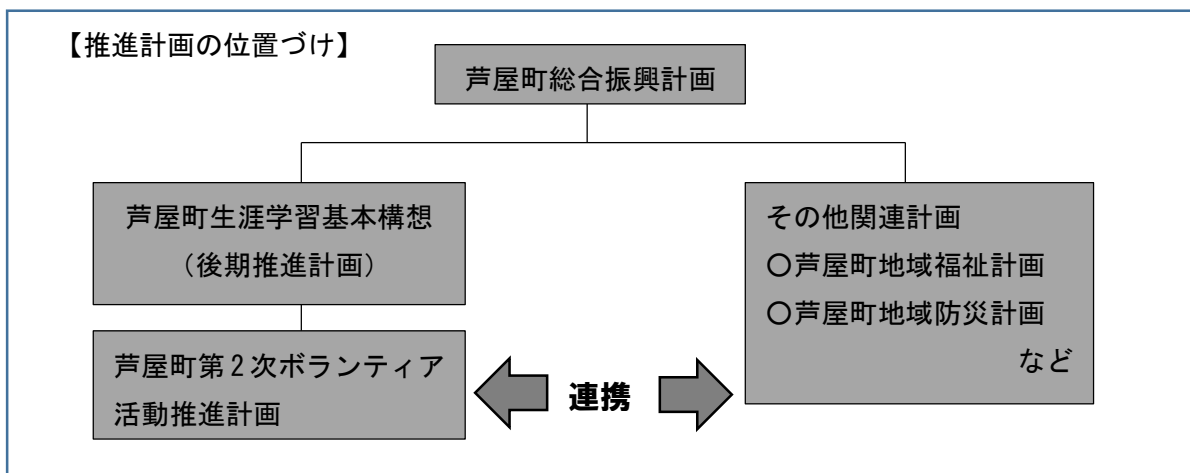 【推進計画の位置づけ】
芦屋町総合振興計画
芦屋町生涯学習基本構想
（後期推進計画）
芦屋町第２次ボランティア
活動推進計画
連携
その他関連計画
〇芦屋町地域福祉計画
〇芦屋町地域防災計画
など